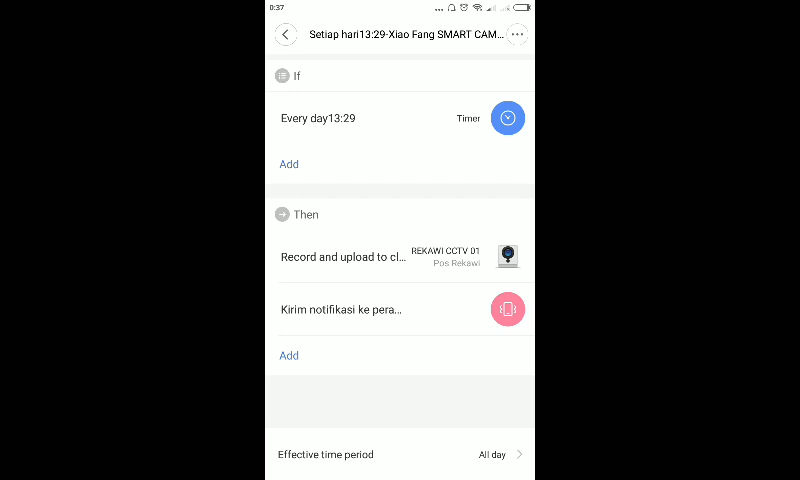 0:37
Setiap hari13:29-Xiao Fang SMART CAM...
If
Every day13:29
Timer
Add
Then
Record and upload to cl...
REKAWI CCTV 01
Pos Rekawi
Kirim notifikasi ke pera...
Add
Effective time period
All day